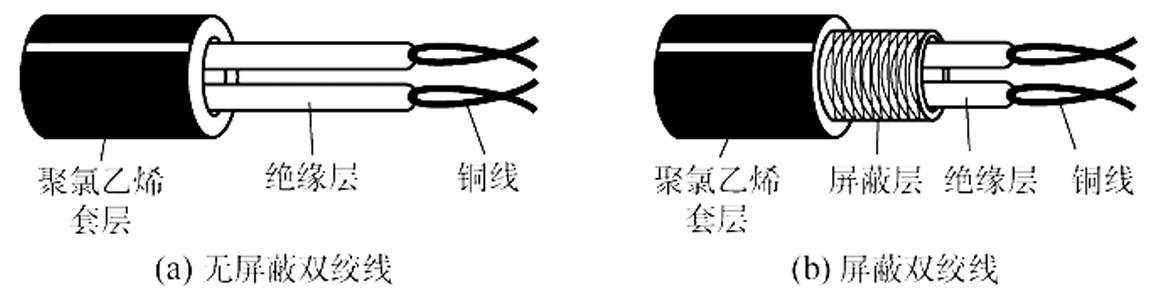 聚氯乙烯
套层
绝缘层
铜线
(a) 无屏蔽双绞线
聚氯乙烯
套层
屏蔽层
绝缘层
铜线
(b) 屏蔽双绞线